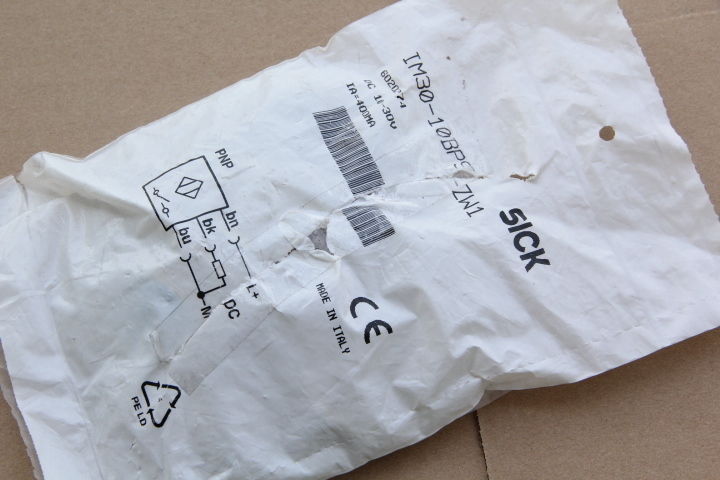 IM30-10BPS-ZW1
DC 10-30V
IA=400MA
SICK
PNP
bn
bk
bu
L+
DC
M
CE
MADE IN ITALY
PE LD